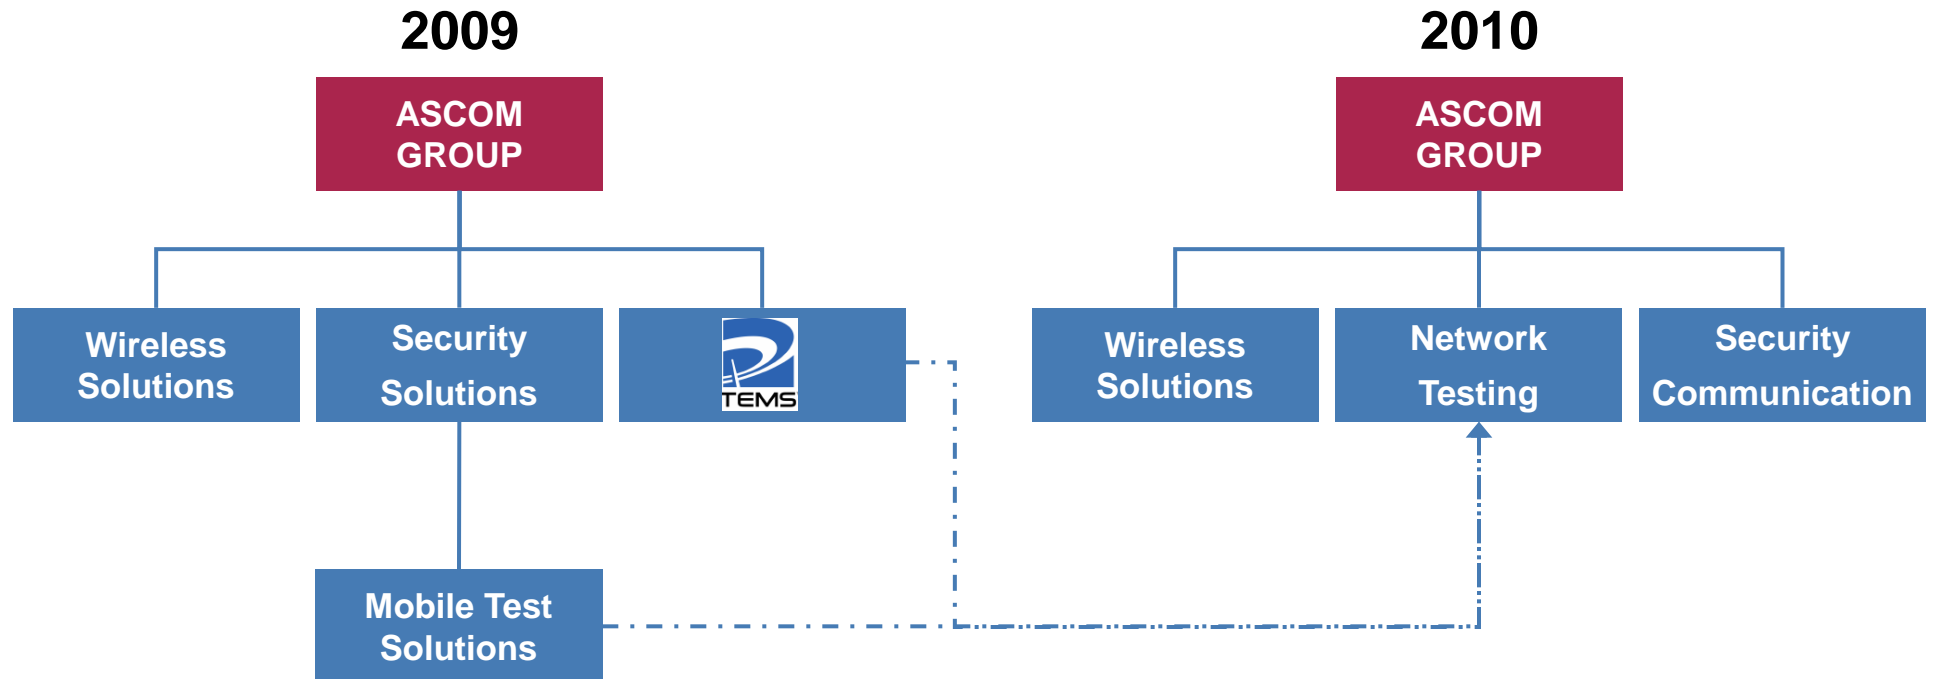 2009
ASCOM
GROUP
Wireless
Solutions
Security
Solutions
TEMS
Mobile Test
Solutions
2010
ASCOM
GROUP
Wireless
Solutions
Network
Testing
Security
Communication